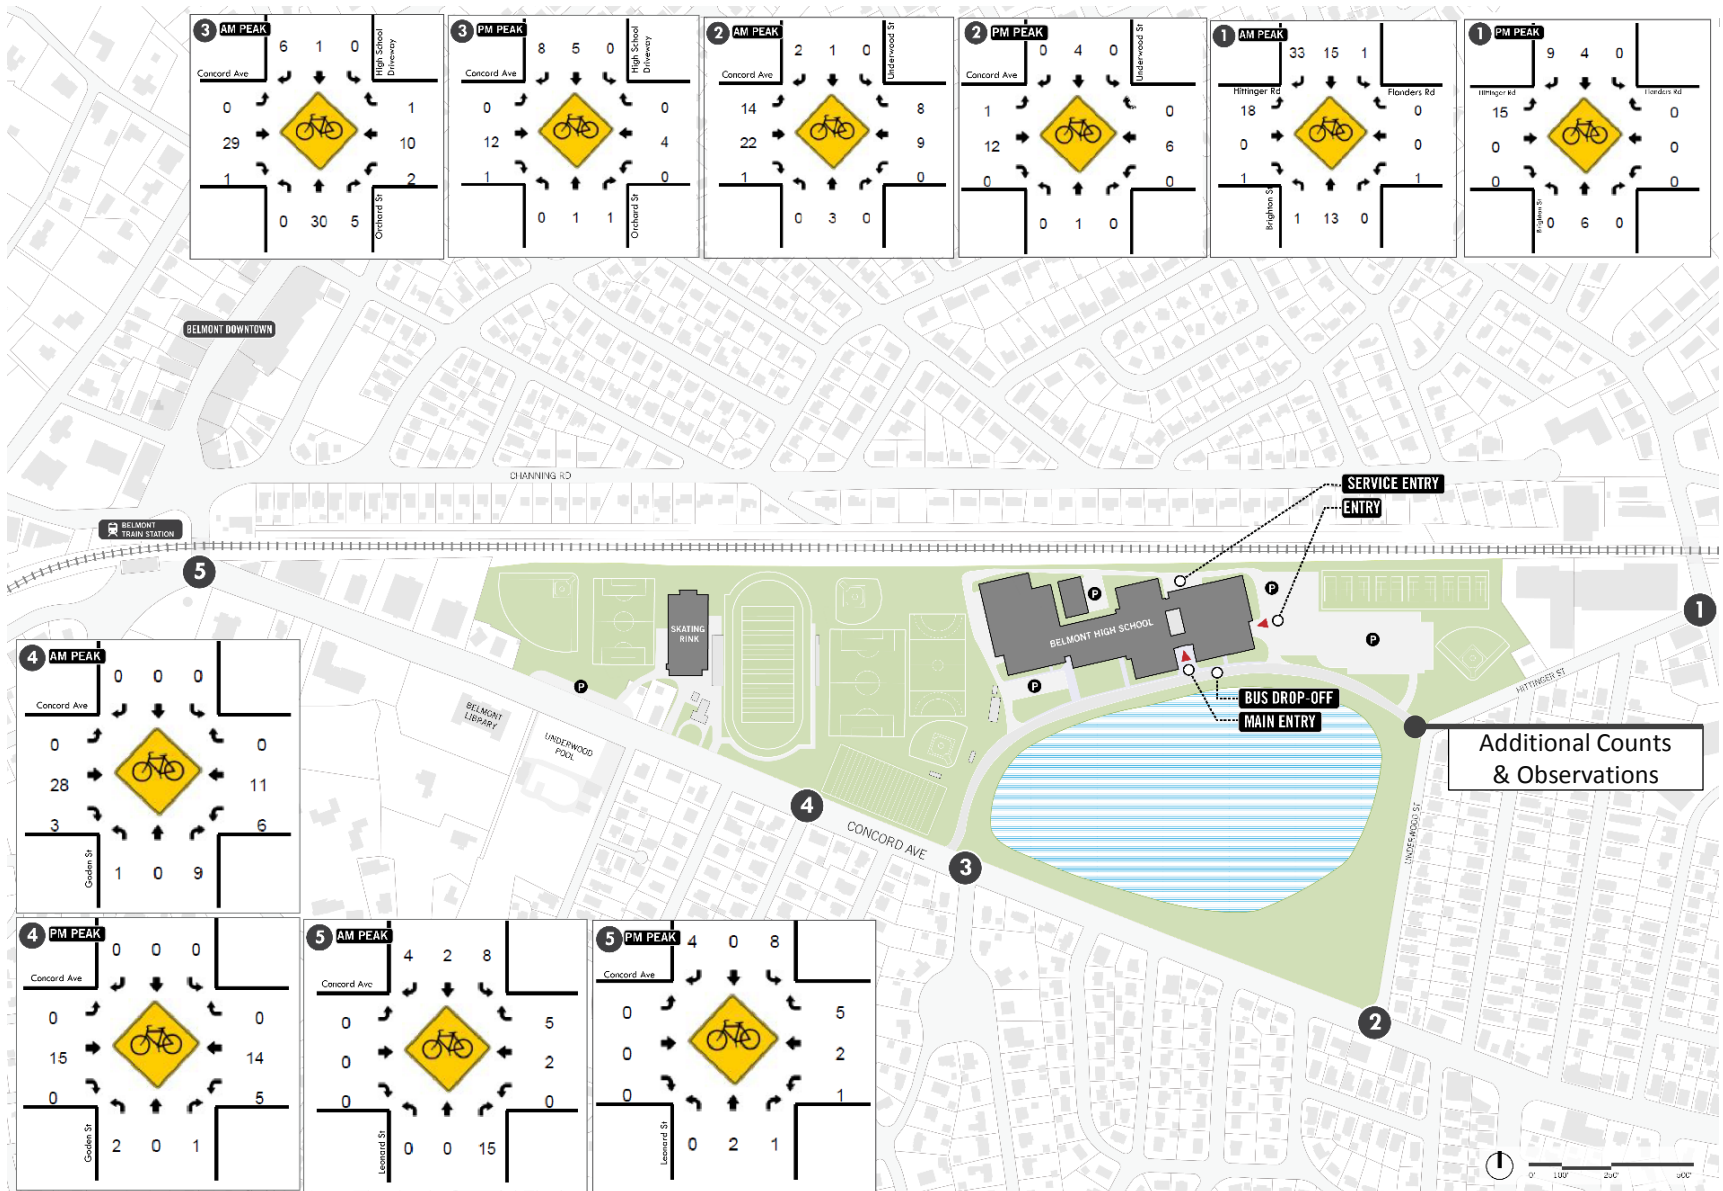 3 AM PEAK
6 1 0
High School
Driveway
Concord Ave
0 1
29 10
1 2
0 30 5
Orchard St
3 PM PEAK
8 5 0
High School
Driveway
Concord Ave
0 0
12 4
1 0
0 1 1
Orchard St
2 AM PEAK
2 1 0
Underwood St
Concord Ave
14 8
22 9
1 0
0 3 0
2 PM PEAK
0 4 0
Underwood St
Concord Ave
1 0
12 6
0 0
0 1 0
1 AM PEAK
33 15 1
Hittinger Rd Flanders Rd
18 0
0 0
1 1
Brighton St
1 13 0
1 PM PEAK
9 4 0
Hittinger Rd Flanders Rd
15 0
0 0
0 0
Brighton St
0 6 0
BELMONT DOWNTOWN
CHANNING RD
SERVICE ENTRY
ENTRY
BELMONT
TRAIN STATION
5
P
P
1
SKATING
RINK
BELMONT HIGH SCHOOL
P
P
P
HITTINGER ST
BUS DROP-OFF
MAIN ENTRY
BELMONT
LIBRARY
UNDERWOOD
POOL
Additional Counts
& Observations
4
CONCORD AVE
UNDERWOOD ST
3
2
4 AM PEAK
0 0 0
Concord Ave
0 0
28 11
3 6
Goden St
1 0 9
4 PM PEAK
0 0 0
Concord Ave
0 0
15 14
0 5
Goden St
2 0 1
5 AM PEAK
4 2 8
Concord Ave
0 5
0 2
0 0
Leonard St
0 0 15
5 PM PEAK
4 0 8
Concord Ave
0 5
0 2
0 1
Leonard St
0 2 1
0' 100' 250' 500'